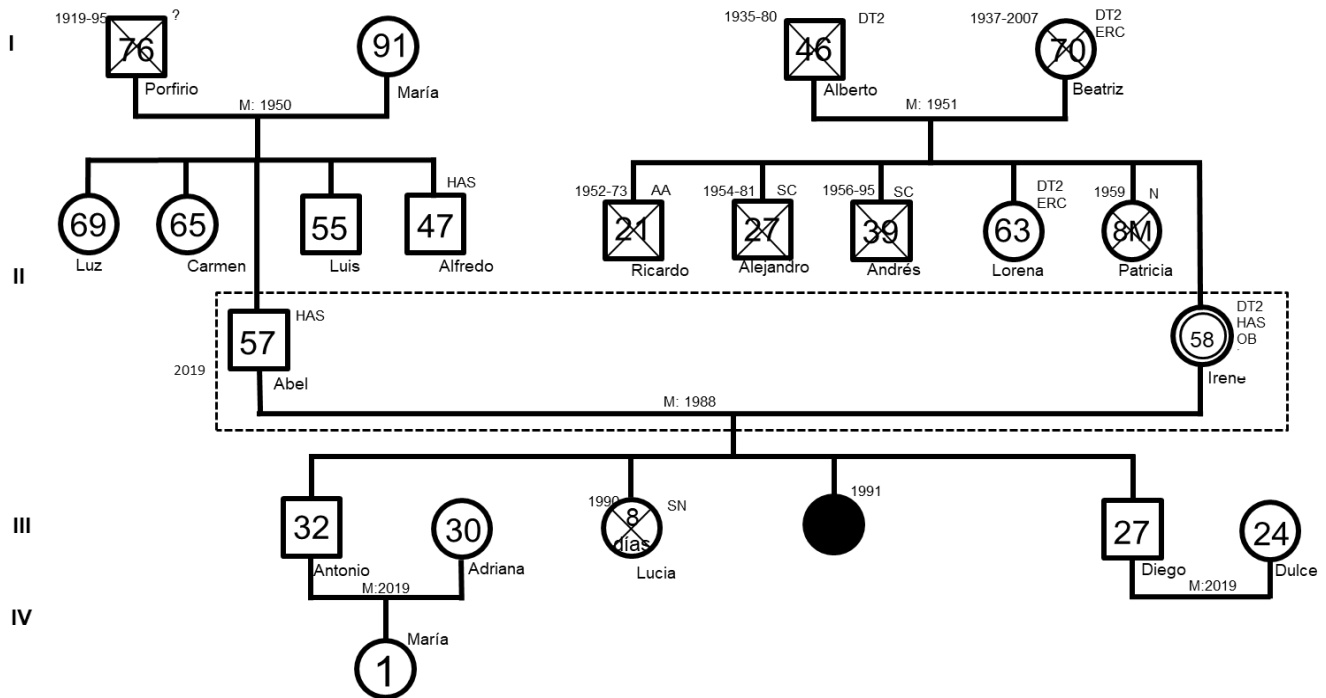 I
1919-95
?
76
Porfirio
91
María
M: 1950
1935-80
DT2
46
Alberto
1937-2007
DT2
ERC
70
Beatriz
M: 1951
II
69
Luz
65
Carmen
55
Luis
HAS
47
Alfredo
1952-73
AA
21
Ricardo
1954-81
SC
27
Alejandro
1956-95
SC
39
Andrés
DT2
ERC
63
Lorena
1959
N
8M
Patricia
2019
HAS
57
Abel
DT2
HAS
OB
58
Irene
M: 1988
III
32
Antonio
30
Adriana
M:2019
1990
SN
8
días
Lucia
1991
27
Diego
24
Dulce
M:2019
IV
María
1